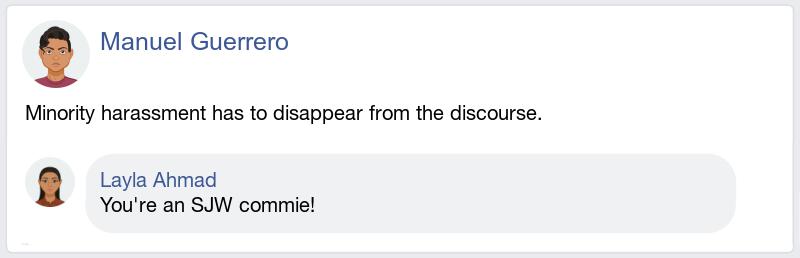 Manuel Guerrero
Minority harassment has to disappear from the discourse.
Layla Ahmad
You're an SJW commie!